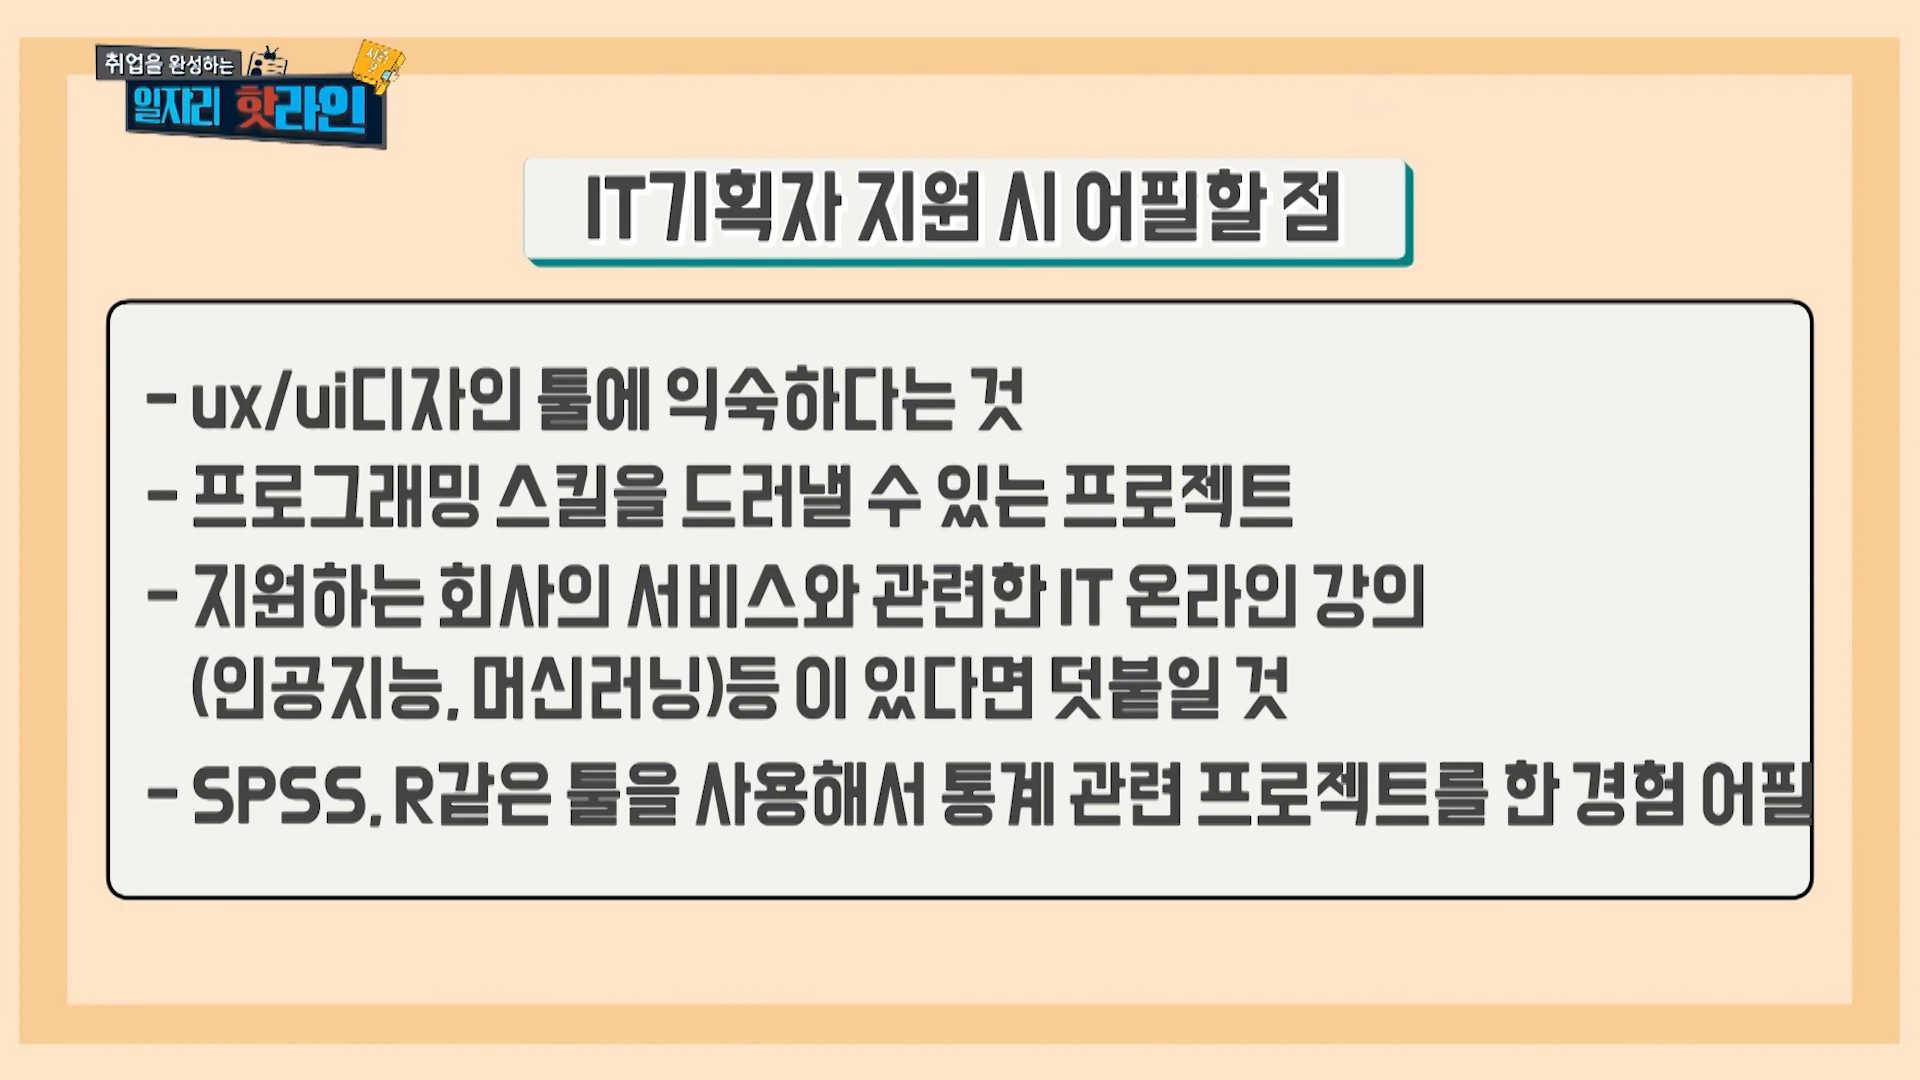 취업을 완성하는
시즌2
일자리 핫라인
IT기획자 지원 시 어필할 점
- ux/ui디자인 툴에 익숙하다는 것
- 프로그래밍 스킬을 드러낼 수 있는 프로젝트
- 지원하는 회사의 서비스와 관련한 IT 온라인 강의
(인공지능, 머신러닝)등 이 있다면 덧붙일 것
- SPSS, R같은 툴을 사용해서 통계 관련 프로젝트를 한 경험 어필